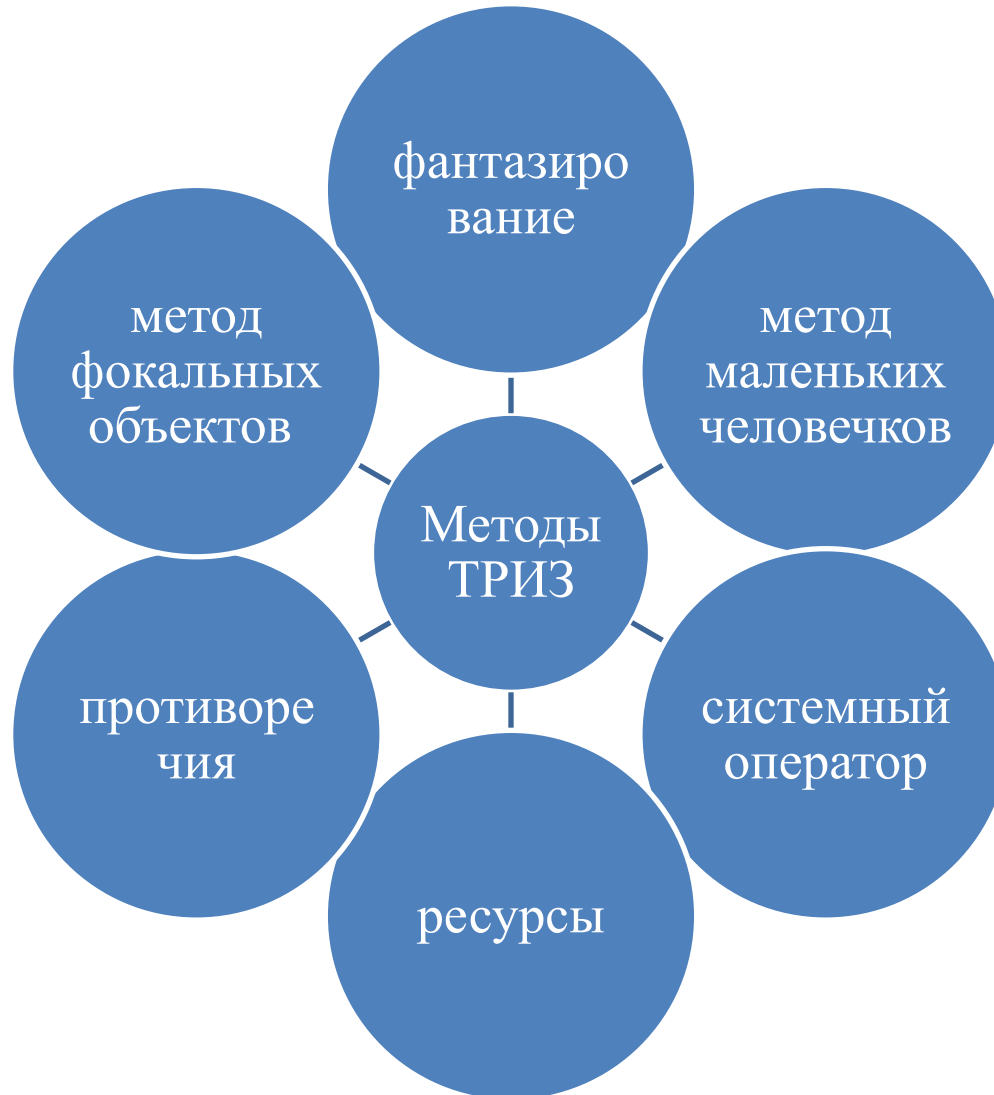 фантазиро
вание
метод
фокальных
объектов
метод
маленьких
человечков
Методы
ТРИЗ
противоре
чия
системный
оператор
ресурсы